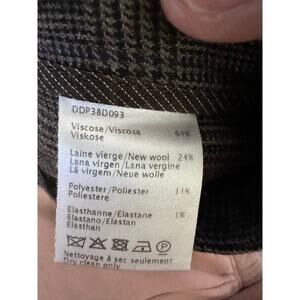 DDP38D093
Viscose/Viscosa 64%
Viskose
Laine vierge/New wool 24%
Lana virgen/Lana vergine
Lã virgem/Neue wolle
Polyester/Poliester 11%
Poliestere
Elasthanne/Elastane 1%
Elastano/Elastan
Elasthan
Nettoyage à sec seulement
Dry clean only